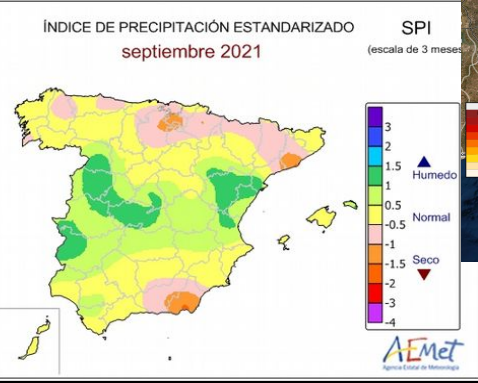 ÍNDICE DE PRECIPITACIÓN ESTANDARIZADO
septiembre 2021
SPI
(escala de 3 meses
3
2
1.5
Humedo
1
0.5
Normal
-0.5
-1
Seco
-1.5
-2
-3
-4
AEmet
Agencia Estatal de Meteorología